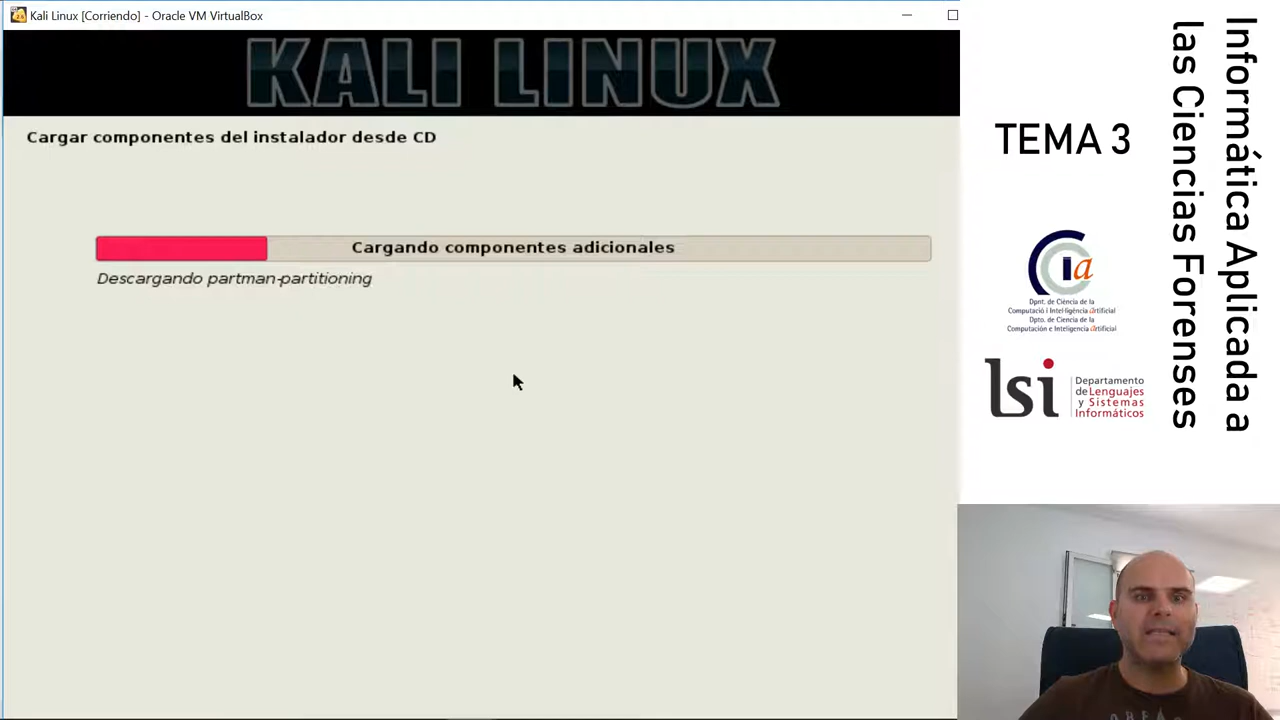 Kali Linux [Corriendo] - Oracle VM VirtualBox
KALI LINUX
Cargar componentes del instalador desde CD
Cargando componentes adicionales
Descargando partman-partitioning
TEMA 3
Informática Aplicada a
las Ciencias Forenses
Cia
Dpnt. de Ciència de la
Computació i Intel·ligència artificial
Dpto. de Ciencia de la
Computación e Inteligencia artificial
lsi
Departamento
de Lenguajes
y Sistemas
Informáticos